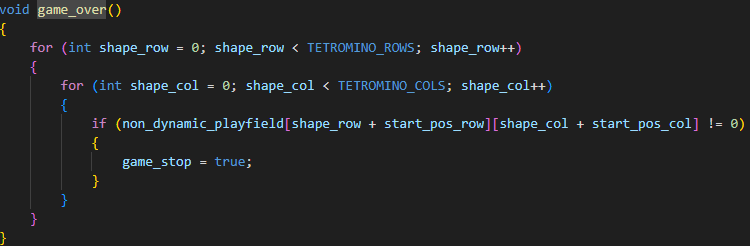 void game_over()
{
for (int shape_row = 0; shape_row < TETROMINO_ROWS; shape_row++)
{
for (int shape_col = 0; shape_col < TETROMINO_COLS; shape_col++)
{
if (non_dynamic_playfield[shape_row + start_pos_row][shape_col + start_pos_col] != 0)
{
game_stop = true;
}
}
}
}